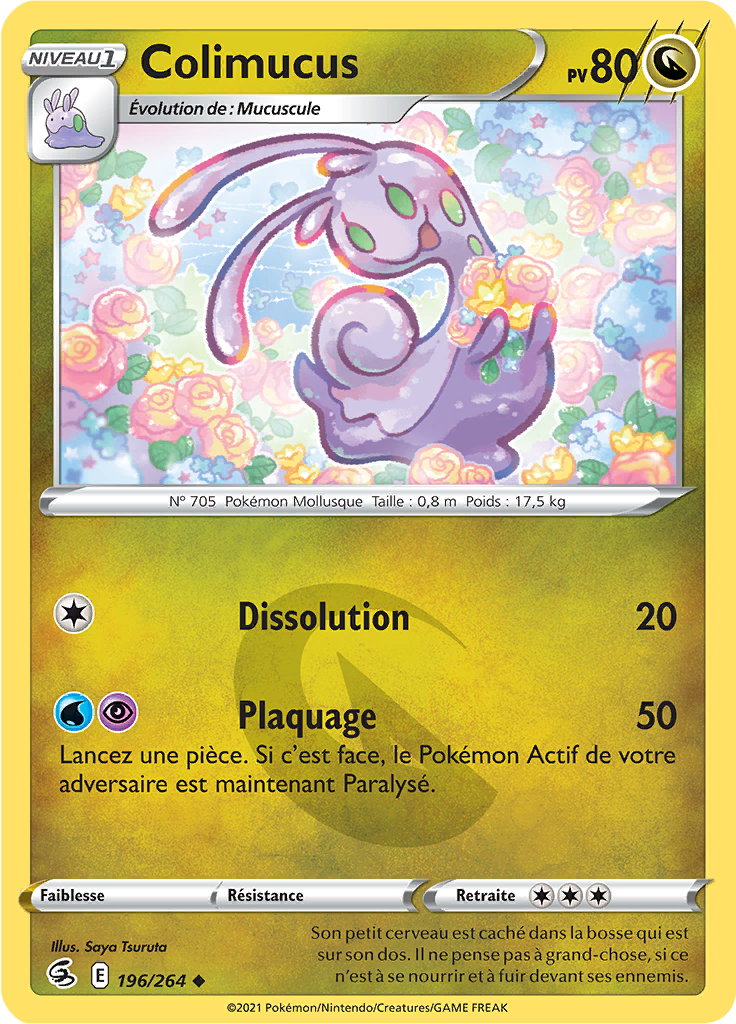 NIVEAU 1
Colimucus
PV 80
Évolution de : Mucuscule
N° 705 Pokémon Mollusque Taille : 0,8 m Poids : 17,5 kg
Dissolution 20
Plaquage 50
Lancez une pièce. Si c'est face, le Pokémon Actif de votre
adversaire est maintenant Paralysé.
Faiblesse Résistance Retraite
Illus. Saya Tsuruta
Son petit cerveau est caché dans la bosse qui est
sur son dos. Il ne pense pas à grand-chose, si ce
n'est à se nourrir et à fuir devant ses ennemis.
E 196/264
©2021 Pokémon/Nintendo/Creatures/GAME FREAK